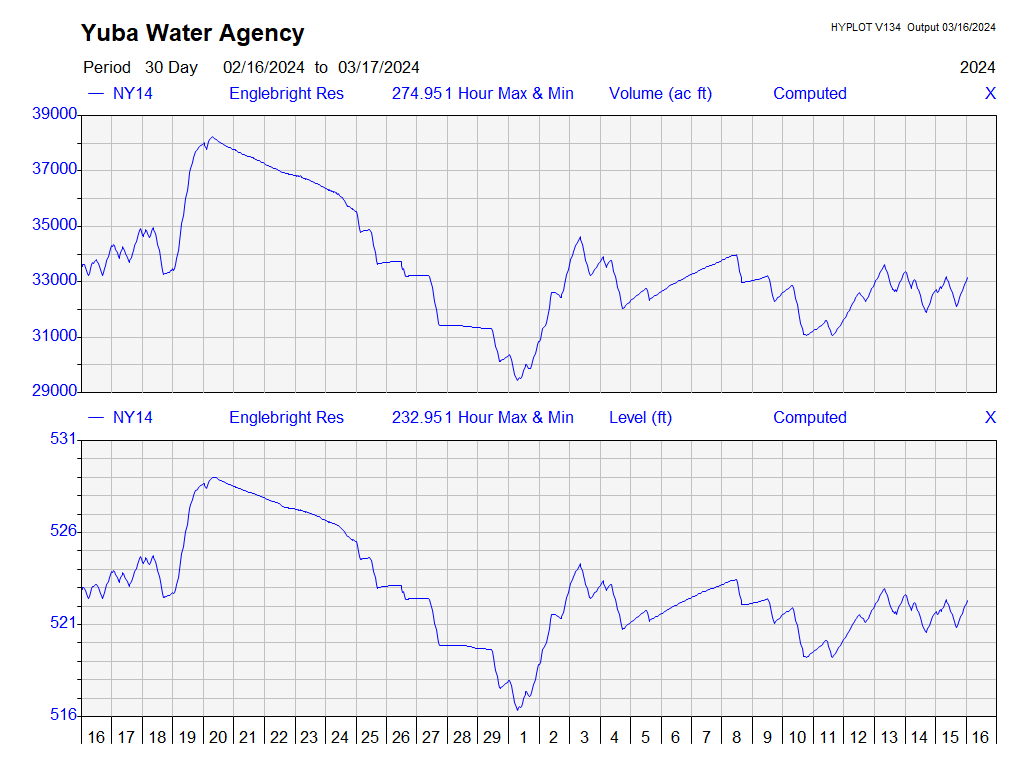 Yuba Water Agency
HYPLOT V134 Output 03/16/2024
Period 30 Day 02/16/2024 to 03/17/2024
2024
— NY14 Englebright Res 274.951 Hour Max & Min Volume (ac ft) Computed X
39000
37000
35000
33000
31000
29000
— NY14 Englebright Res 232.951 Hour Max & Min Level (ft) Computed X
531
526
521
516
16 17 18 19 20 21 22 23 24 25 26 27 28 29 1 2 3 4 5 6 7 8 9 10 11 12 13 14 15 16